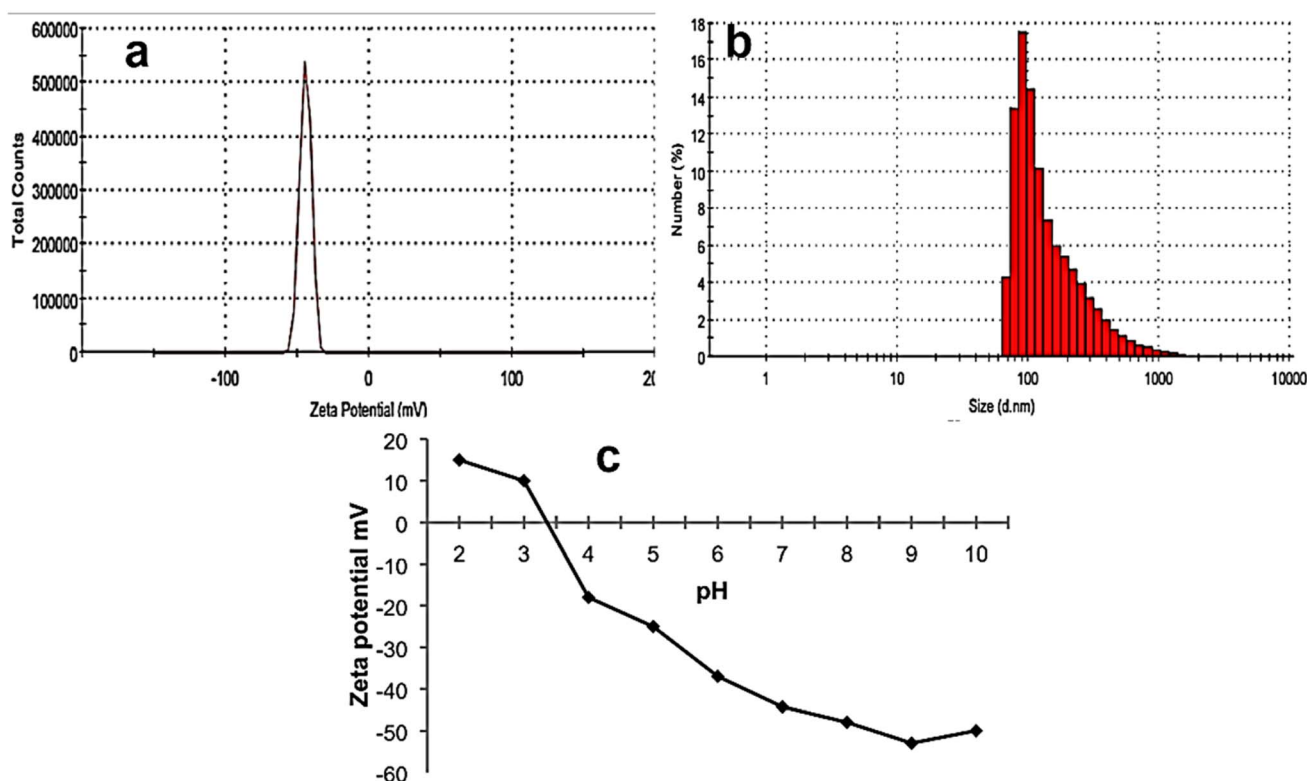 a
600000
500000
400000
300000
200000
100000
0
-100 0 100 20
Total Counts
Zeta Potential (mV)
b
18
16
14
12
10
8
6
4
2
0
1 10 100 1000 10000
Number (%)
Size (d.nm)
c
20
10
0
-10
-20
-30
-40
-50
-60
2 3 4 5 6 7 8 9 10
Zeta potential mV
pH